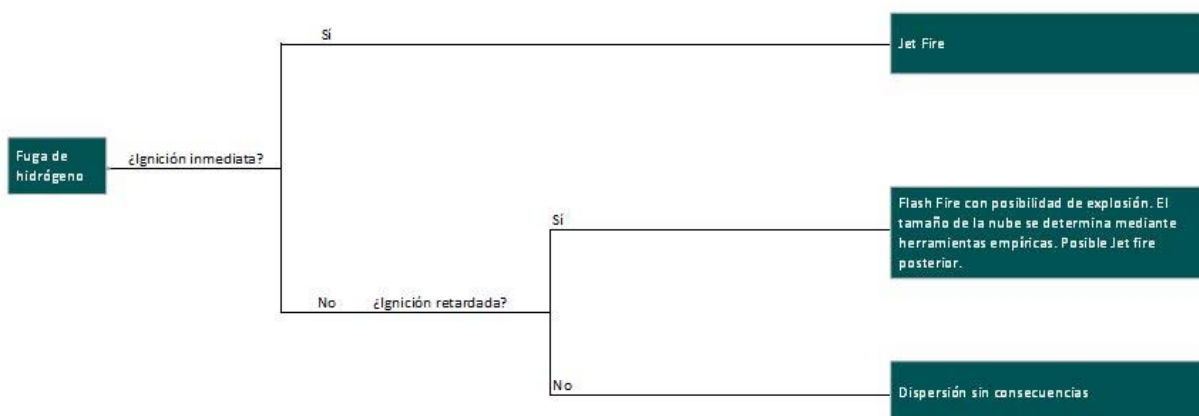 Sí
Jet Fire
Fuga de
hidrógeno
¿Ignición inmediata?
Sí
Flash Fire con posibilidad de explosión. El
tamaño de la nube se determina mediante
herramientas empíricas. Posible Jet fire
posterior.
No
¿Ignición retardada?
No
Dispersión sin consecuencias